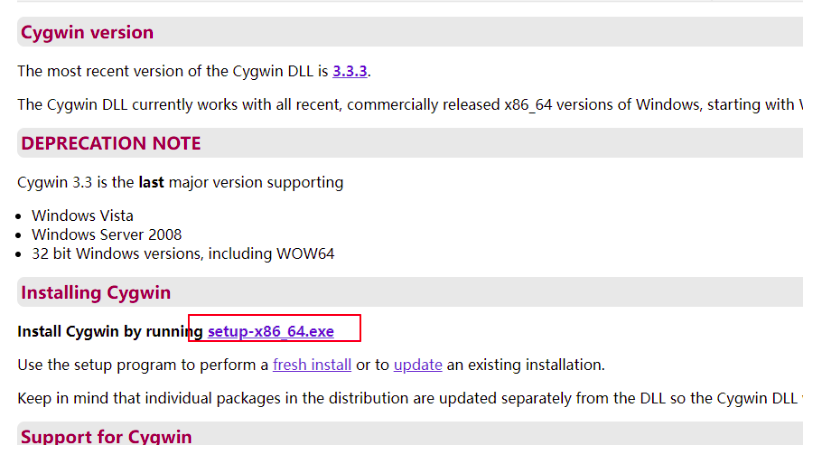 Cygwin version
The most recent version of the Cygwin DLL is 3.3.3.
The Cygwin DLL currently works with all recent, commercially released x86_64 versions of Windows, starting with
DEPRECATION NOTE
Cygwin 3.3 is the last major version supporting
Windows Vista
Windows Server 2008
32 bit Windows versions, including WOW64
Installing Cygwin
Install Cygwin by running setup-x86_64.exe
Use the setup program to perform a fresh install or to update an existing installation.
Keep in mind that individual packages in the distribution are updated separately from the DLL so the Cygwin DLL
Support for Cygwin